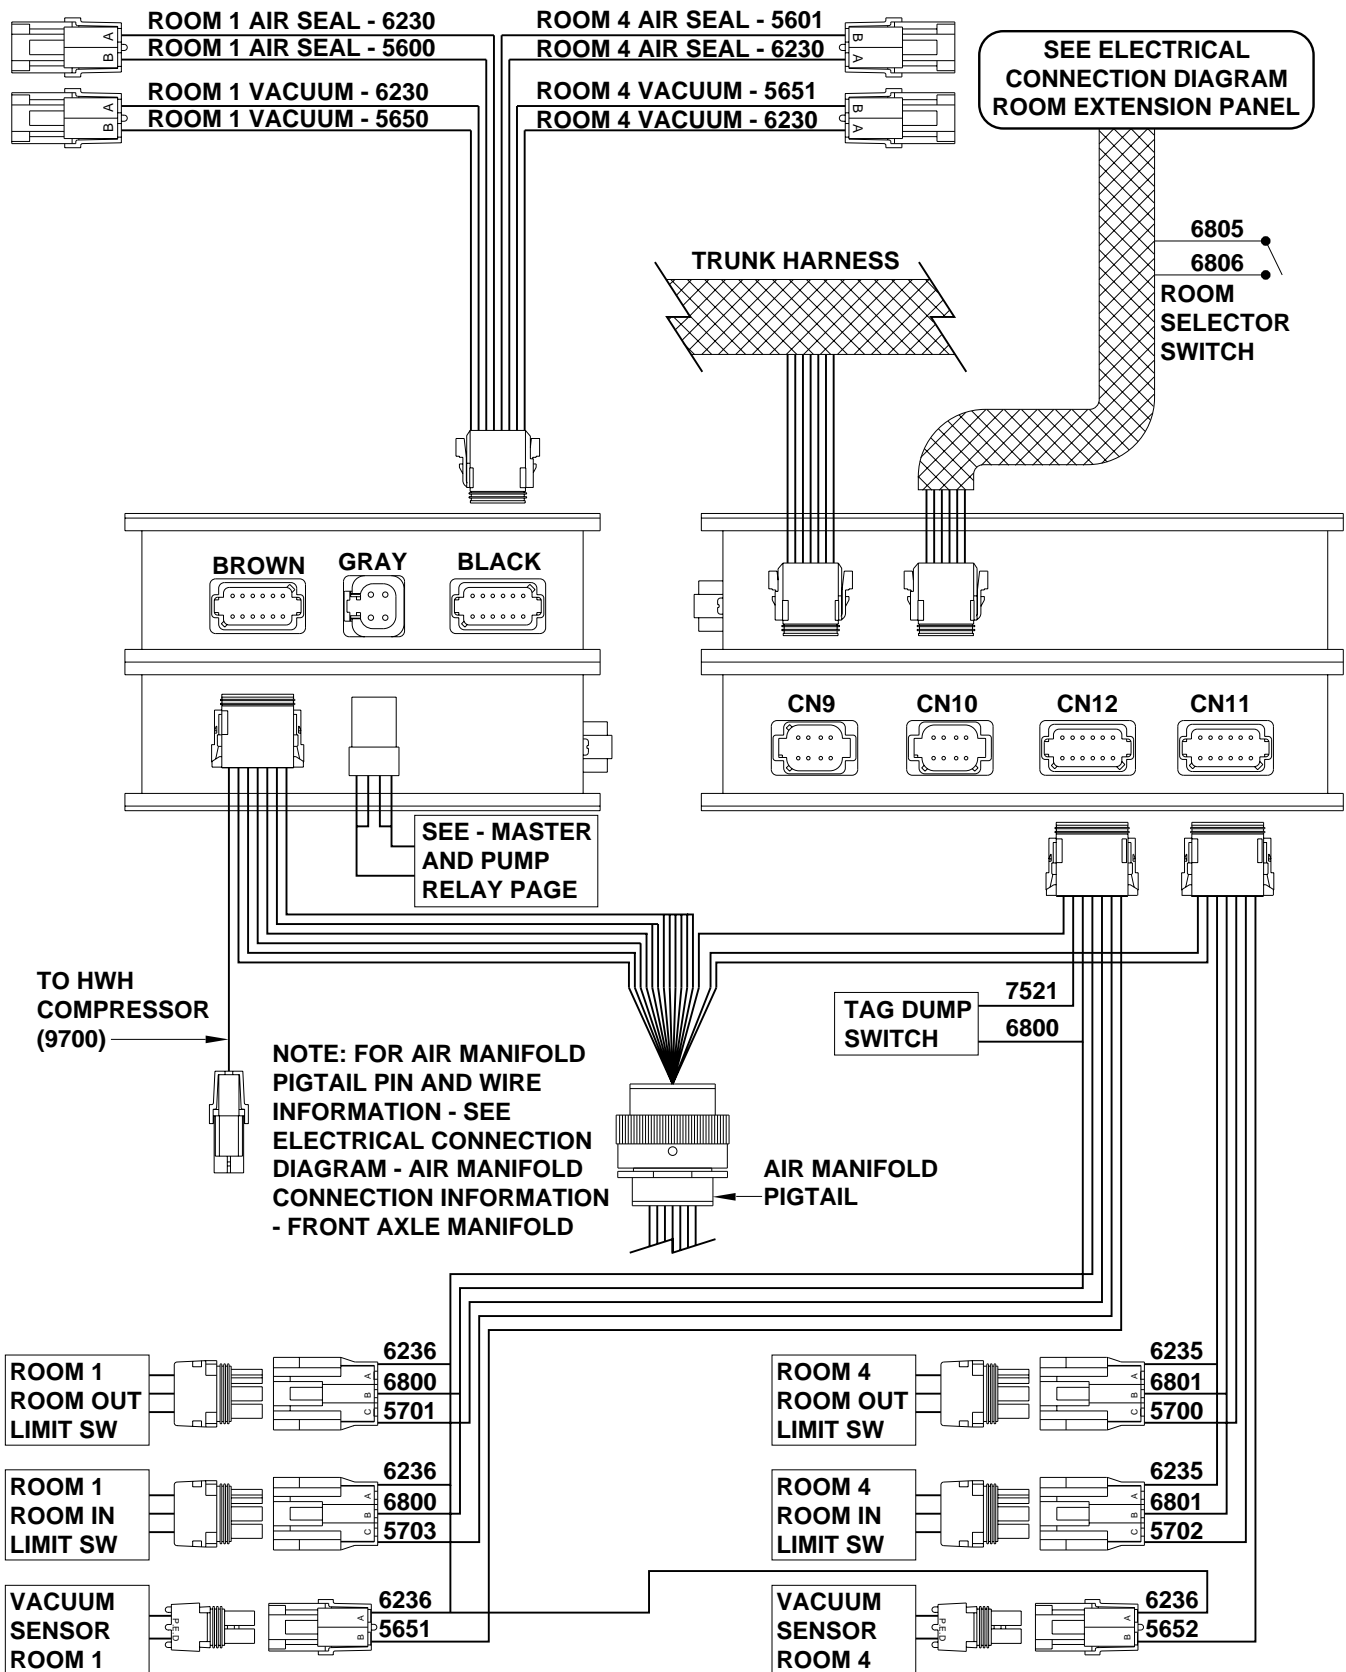 ROOM 1 AIR SEAL - 6230
ROOM 1 AIR SEAL - 5600
ROOM 1 VACUUM - 6230
ROOM 1 VACUUM - 5650
A
B
A
B
ROOM 4 AIR SEAL - 5601
ROOM 4 AIR SEAL - 6230
ROOM 4 VACUUM - 5651
ROOM 4 VACUUM - 6230
B
A
B
A
SEE ELECTRICAL
CONNECTION DIAGRAM
ROOM EXTENSION PANEL
6805
6806
ROOM
SELECTOR
SWITCH
TRUNK HARNESS
BROWN
GRAY
BLACK
CN9
CN10
CN12
CN11
SEE - MASTER
AND PUMP
RELAY PAGE
TO HWH
COMPRESSOR
(9700)
TAG DUMP
SWITCH
7521
6800
NOTE: FOR AIR MANIFOLD
PIGTAIL PIN AND WIRE
INFORMATION - SEE
ELECTRICAL CONNECTION
DIAGRAM - AIR MANIFOLD
CONNECTION INFORMATION
- FRONT AXLE MANIFOLD
AIR MANIFOLD
PIGTAIL
ROOM 1
ROOM OUT
LIMIT SW
A
B
C
6236
6800
5701
ROOM 4
ROOM OUT
LIMIT SW
A
B
C
6235
6801
5700
ROOM 1
ROOM IN
LIMIT SW
A
B
C
6236
6800
5703
ROOM 4
ROOM IN
LIMIT SW
A
B
C
6235
6801
5702
VACUUM
SENSOR
ROOM 1
P.E.D
A
B
6236
5651
VACUUM
SENSOR
ROOM 4
P.E.D
A
B
6236
5652